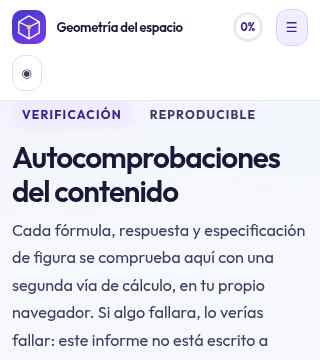 Geometría del espacio
0%
VERIFICACIÓN REPRODUCIBLE
Autocomprobaciones
del contenido
Cada fórmula, respuesta y especificación
de figura se comprueba aquí con una
segunda vía de cálculo, en tu propio
navegador. Si algo fallara, lo verías
fallar: este informe no está escrito a